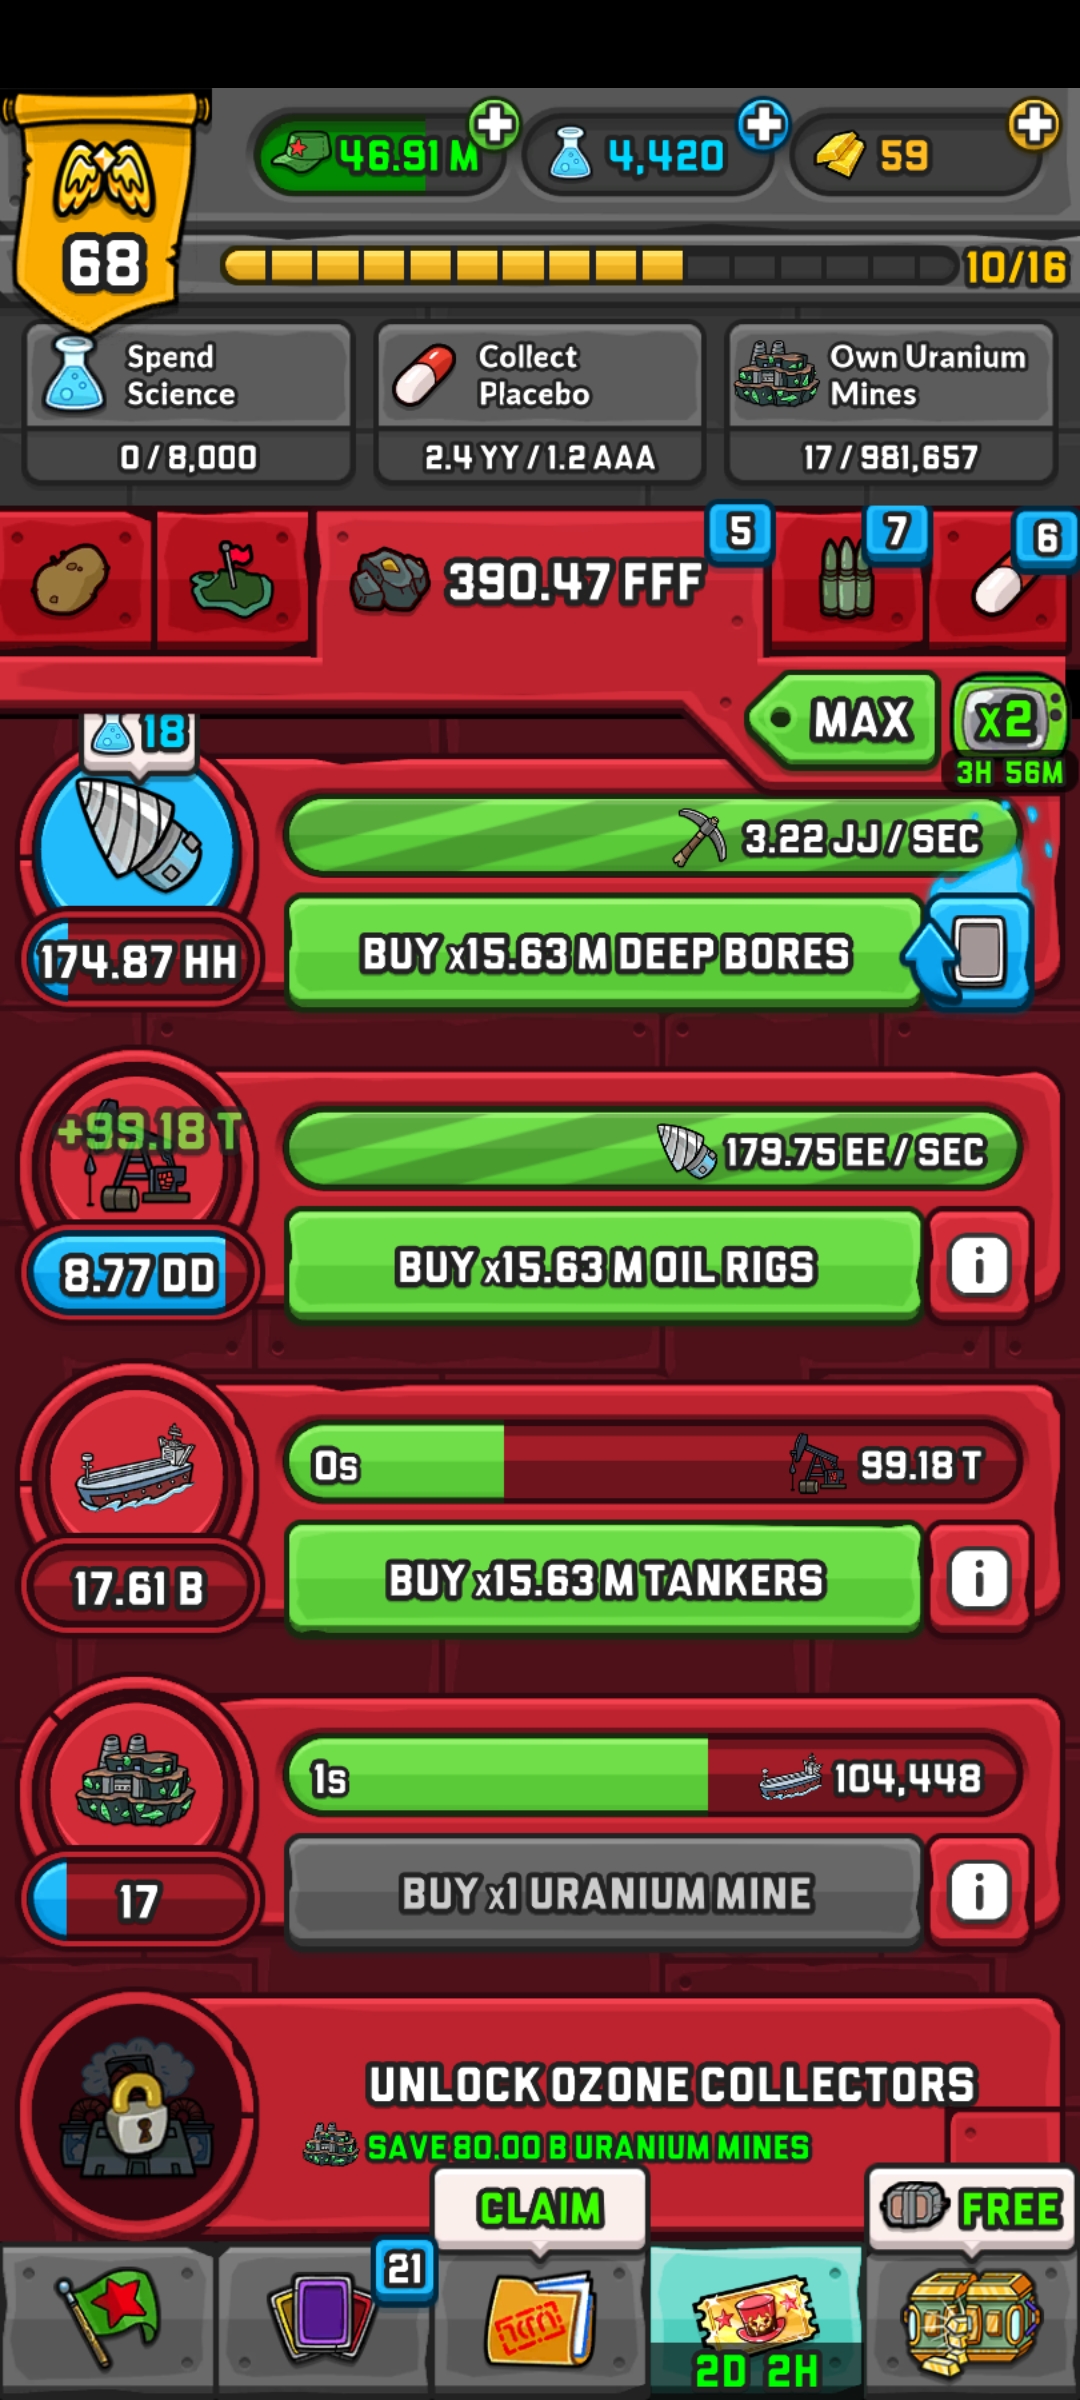 46.91 M
4,420
59
68
10/16
Spend
Science
0 / 8,000
Collect
Placebo
2.4 YY / 1.2 AAA
Own Uranium
Mines
17 / 981,657
390.47 FFF
5
7
6
MAX
x2
3H 56M
18
3.22 JJ / SEC
174.87 HH
BUY x15.63 M DEEP BORES
+99.18 T
179.75 EE / SEC
8.77 DD
BUY x15.63 M OIL RIGS
i
0s
99.18 T
17.61 B
BUY x15.63 M TANKERS
i
1s
104,448
17
BUY x1 URANIUM MINE
i
UNLOCK OZONE COLLECTORS
SAVE 80.00 B URANIUM MINES
CLAIM
FREE
21
2D 2H